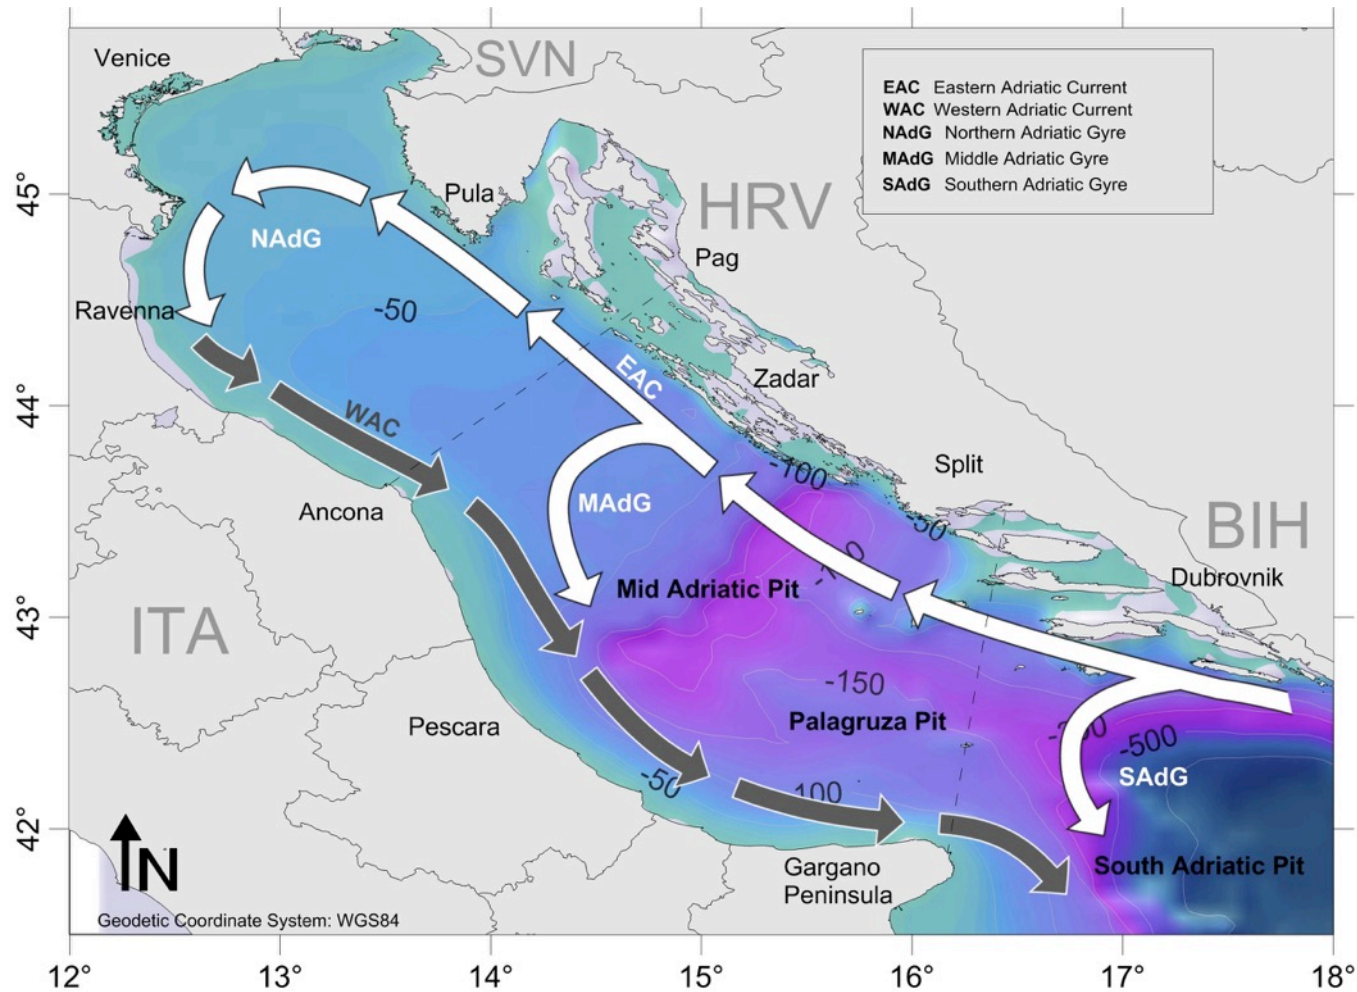 Venice
SVN
EAC Eastern Adriatic Current
WAC Western Adriatic Current
NAdG Northern Adriatic Gyre
MAdG Middle Adriatic Gyre
SAdG Southern Adriatic Gyre
45°
Pula
HRV
NAdG
Pag
Ravenna
-50
EAC
Zadar
44°
WAC
Split
-100
Ancona
MAdG
-50
BIH
Dubrovnik
Mid Adriatic Pit
43°
ITA
-150
Palagruza Pit
Pescara
-500
SAdG
-50
100
42°
N
Gargano
Peninsula
South Adriatic Pit
Geodetic Coordinate System: WGS84
12°
13°
14°
15°
16°
17°
18°